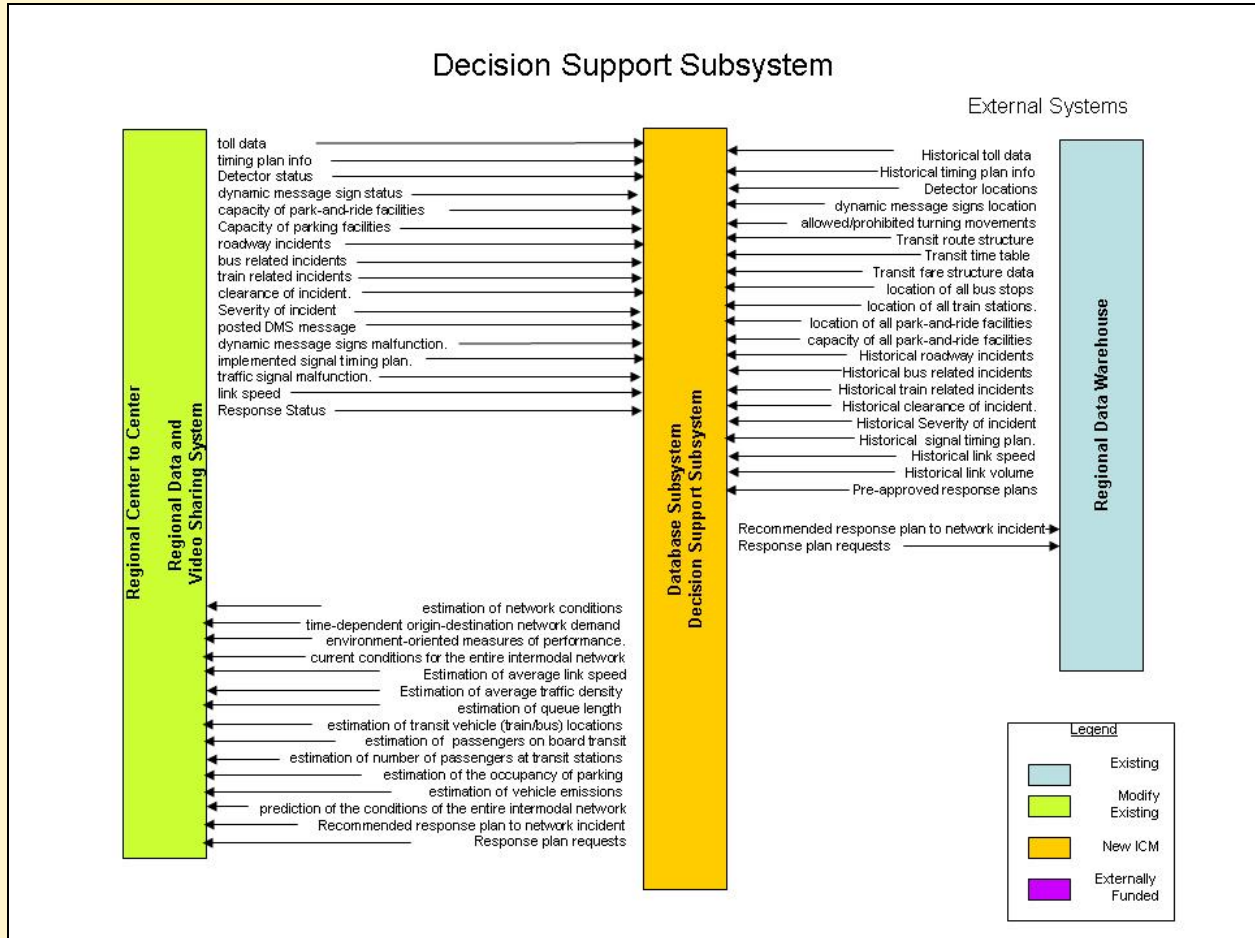 Decision Support Subsystem
External Systems
toll data
timing plan info
Detector status
dynamic message sign status
capacity of park-and-ride facilities
Capacity of parking facilities
roadway incidents
bus related incidents
train related incidents
clearance of incident.
Severity of incident
posted DMS message
dynamic signs malfunction.
implemented signal timing plan.
traffic signal malfunction.
link speed
Response Status
Historical toll data
Historical timing plan info
Detector locations
dynamic message signs location
allowed/prohibited turning movements
Transit route structure
Transit time table
Transit fare structure data
location of all bus stops
location of all train stations.
location of all park-and-ride facilities
capacity of all park-and-ride facilities
Historical roadway incidents
Historical bus related incidents
Historical train related incidents
Historical clearance of incident.
Historical Severity of incident
Historical signal timing plan.
Historical link speed
Historical link volume
Pre-approved response plans
Recommended response plan to network incident
Response plan requests
Regional Center to Center
Regional Data and
Video Sharing System
Database Subsystem
Decision Support Subsystem
Regional Data Warehouse
estimation of network conditions
time-dependent origin-destination network demand
environment-oriented measures of performance.
current conditions for the entire intermodal network
Estimation of average link speed
Estimation of average traffic density
estimation of queue length
estimation of transit vehicle (train/bus) locations
estimation of passengers on board transit
estimation of number of passengers at transit stations
estimation of the occupancy of parking
estimation of vehicle emissions
prediction of the conditions of the entire intermodal network
Recommended response plan to network incident
Response plan requests
Legend
Existing
Modify
Existing
New ICM
Externally
Funded